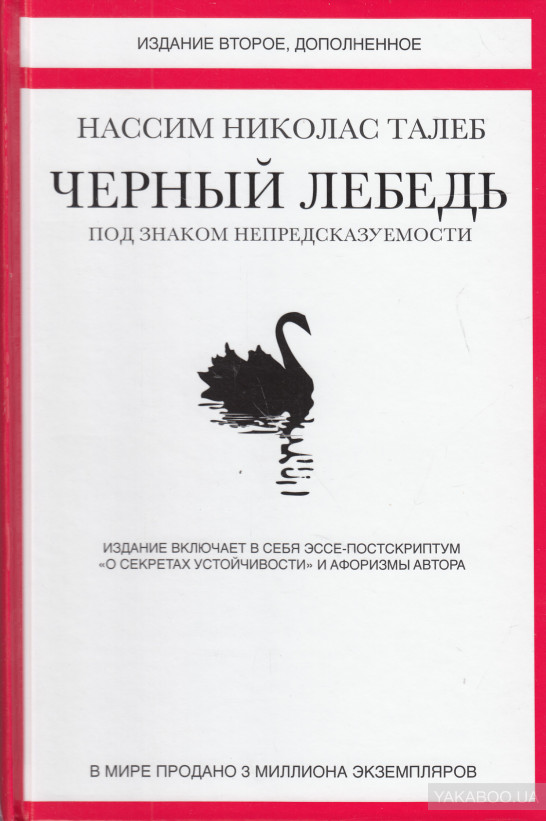 ИЗДАНИЕ ВТОРОЕ, ДОПОЛНЕННОЕ
НАССИМ НИКОЛАС ТАЛЕБ
ЧЕРНЫЙ ЛЕБЕДЬ
ПОД ЗНАКОМ НЕПРЕДСКАЗУЕМОСТИ
ИЗДАНИЕ ВКЛЮЧАЕТ В СЕБЯ ЭССЕ-ПОСТСКРИПТУМ
«О СЕКРЕТАХ УСТОЙЧИВОСТИ» И АФОРИЗМЫ АВТОРА
В МИРЕ ПРОДАНО 3 МИЛЛИОНА ЭКЗЕМПЛЯРОВ
YAKABOO.UA